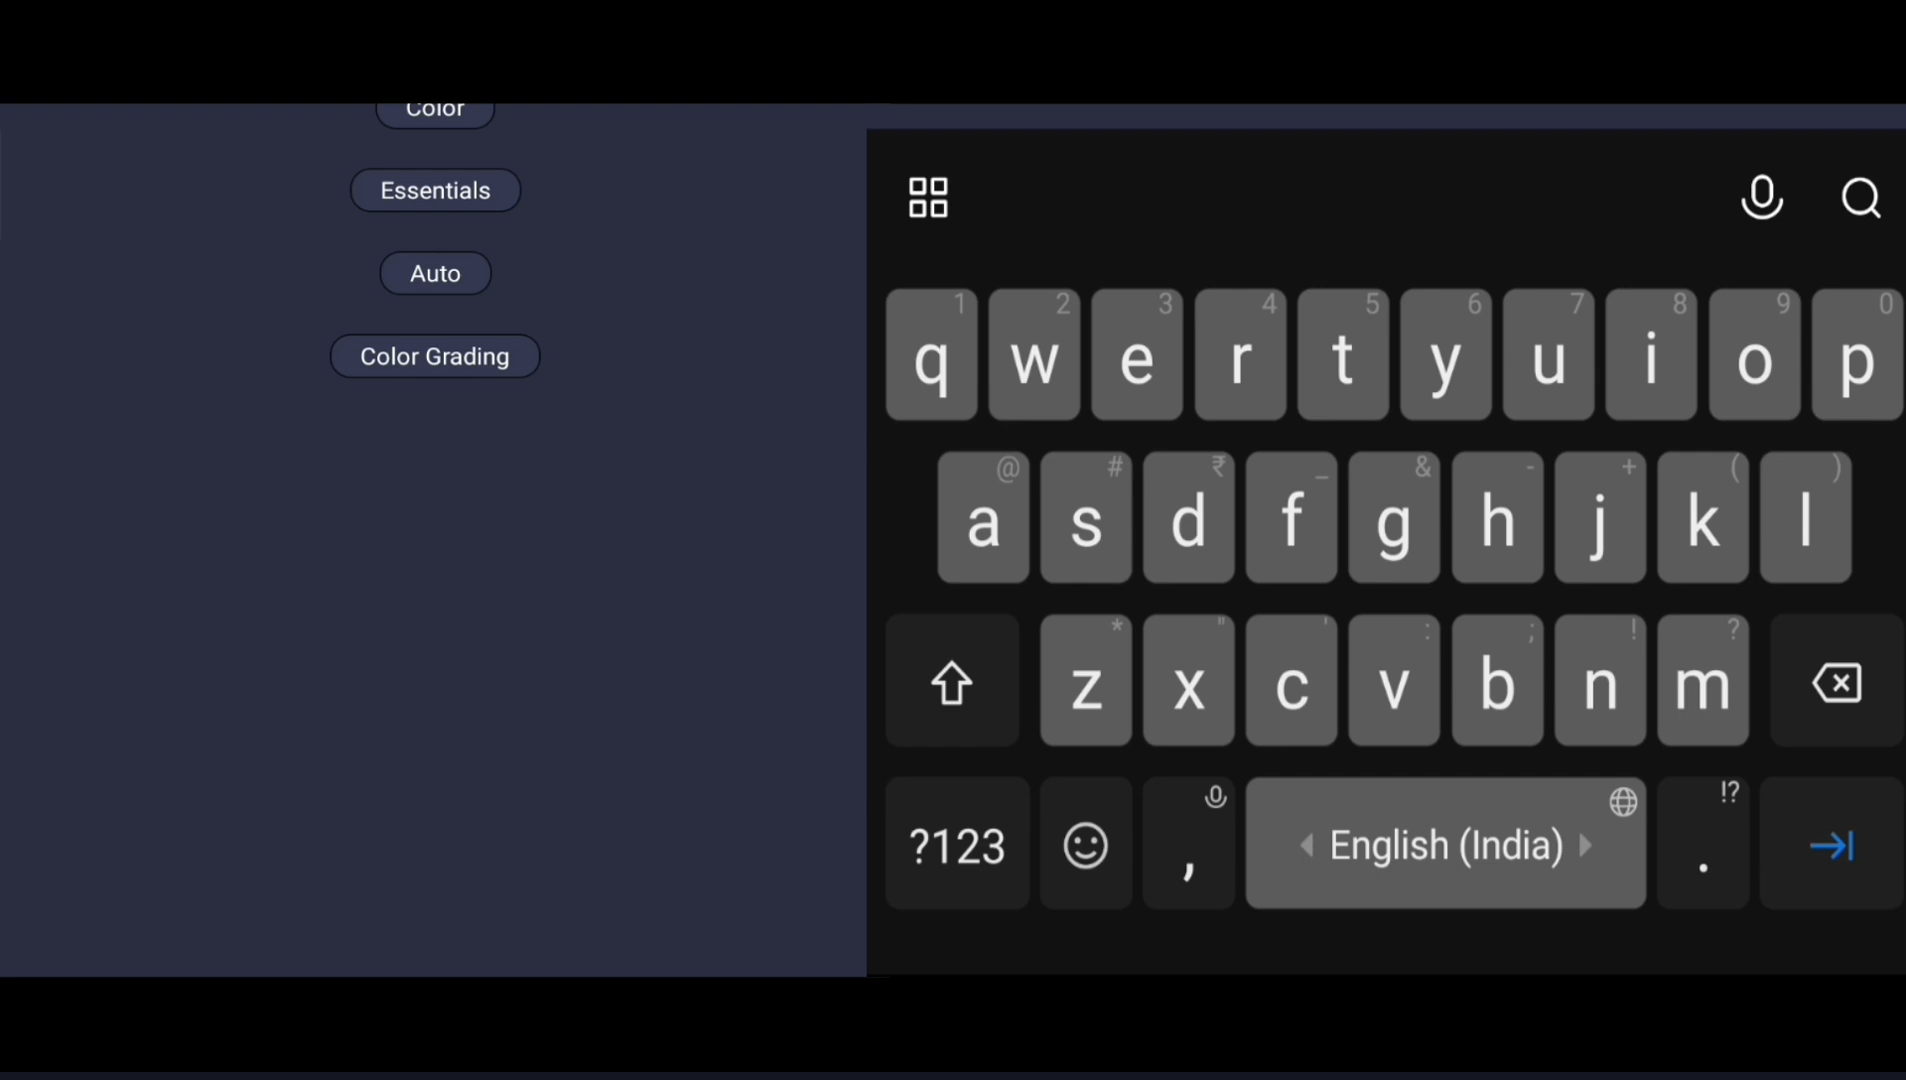 Color
Essentials
Auto
Color Grading
1 2 3 4 5 6 7 8 9 0
q w e r t y u i o p
@ # ₹ _ & - + ( )
a s d f g h j k l
* " ' : ; ! ?
z x c v b n m
!?
?123 , English (India) .